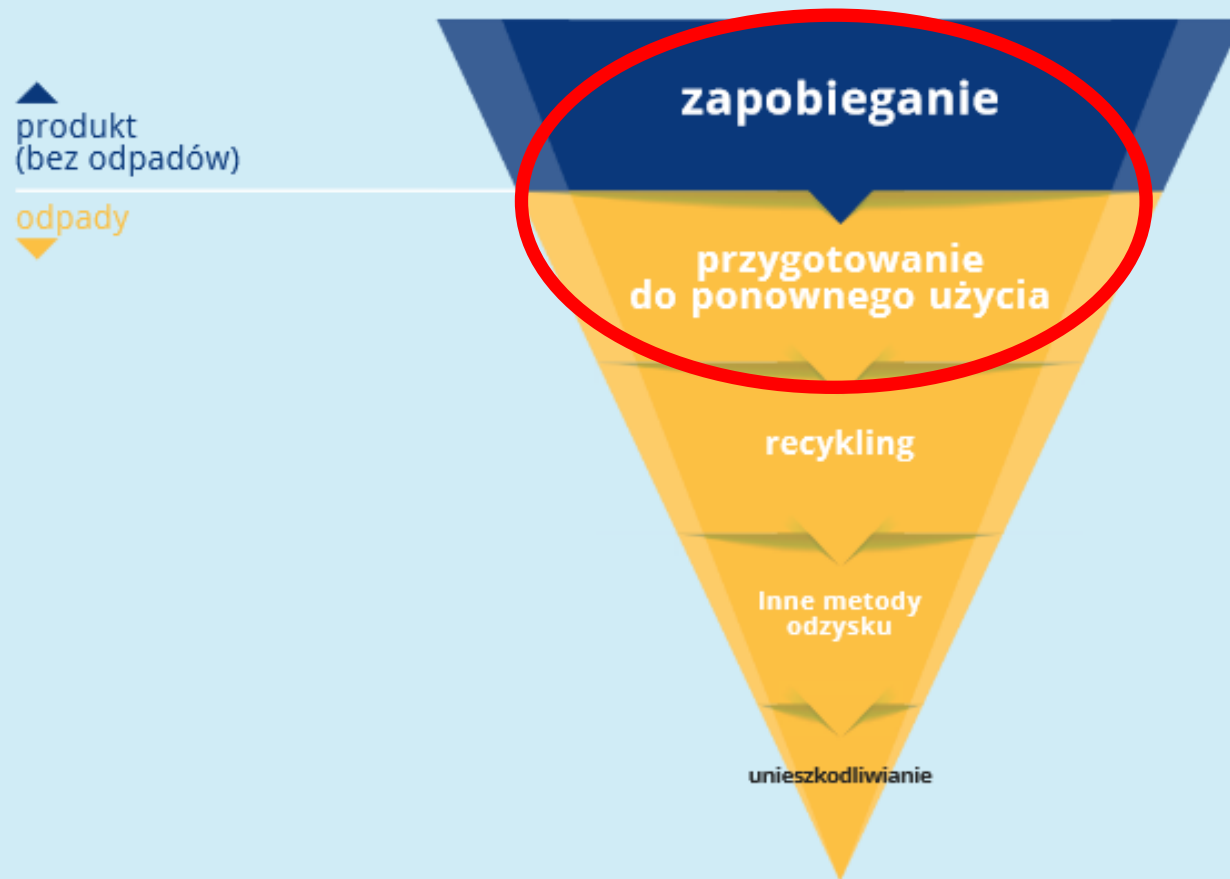 zapobieganie
produkt
(bez odpadów)
odpady
przygotowanie
do ponownego użycia
recykling
Inne metody
odzysku
unieszkodliwianie